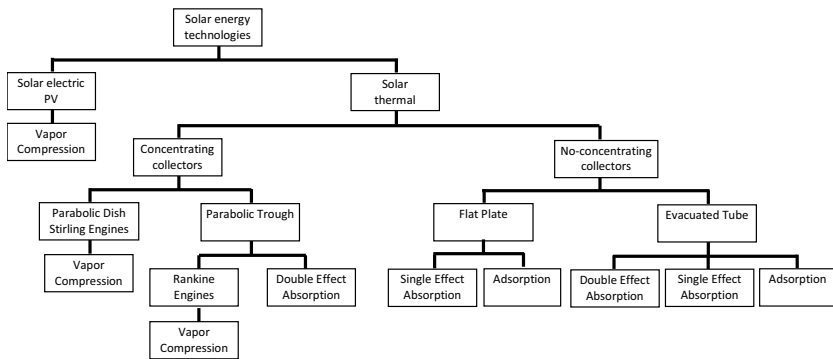 Solar energy
technologies
Solar electric
PV
Solar
thermal
Vapor
Compression
Concentrating
collectors
No-concentrating
collectors
Parabolic Dish
Stirling Engines
Parabolic Trough
Flat Plate
Evacuated Tube
Vapor
Compression
Rankine
Engines
Double Effect
Absorption
Single Effect
Absorption
Adsorption
Double Effect
Absorption
Single Effect
Absorption
Adsorption
Vapor
Compression